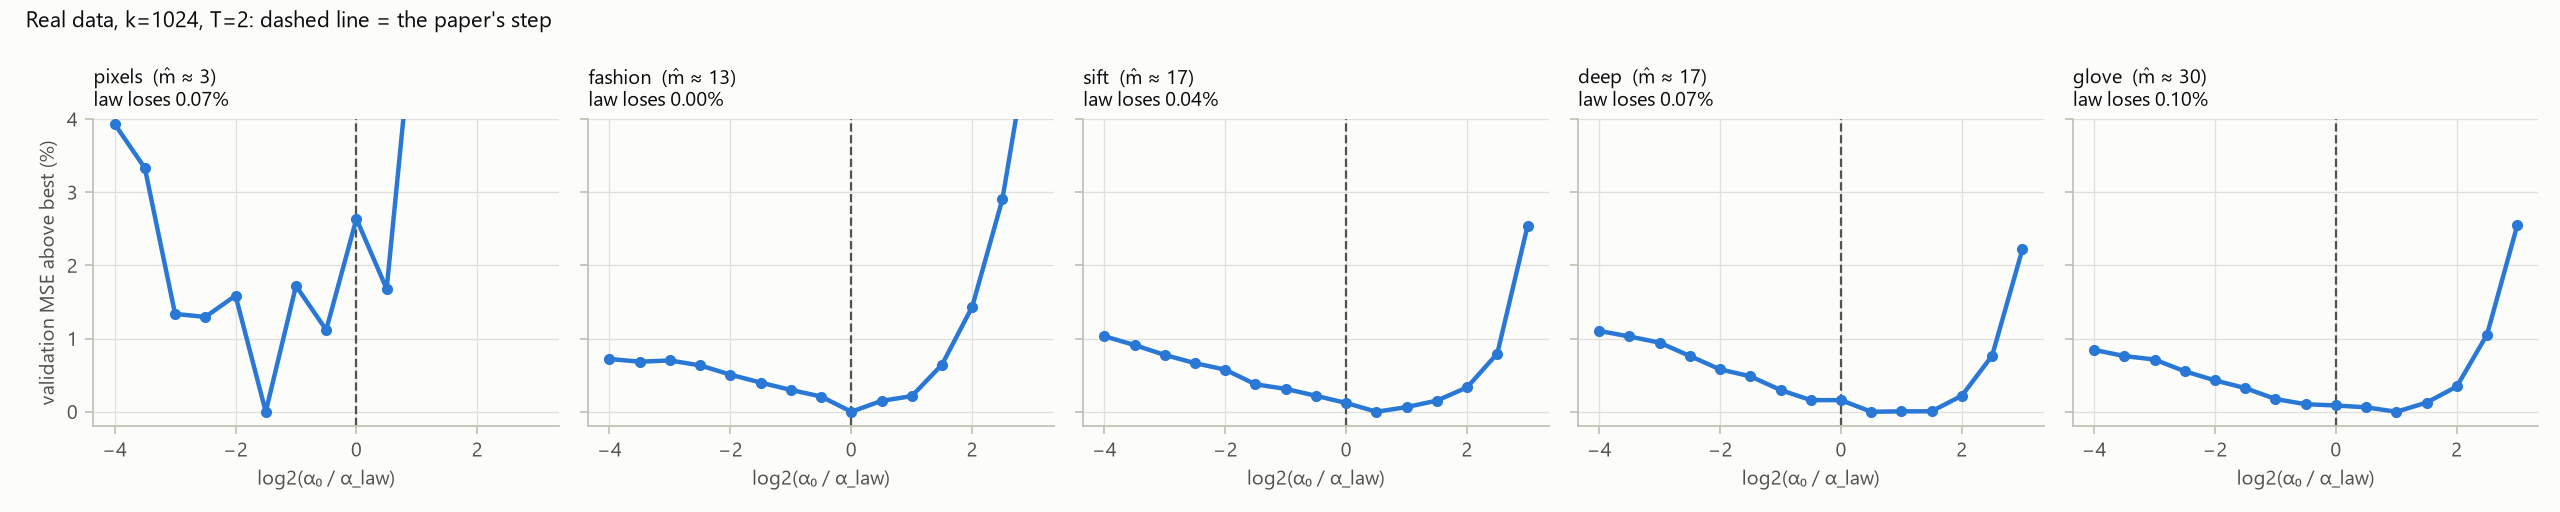 Real data, k=1024, T=2: dashed line = the paper's step
pixels (m̂ ≈ 3)
law loses 0.07%
fashion (m̂ ≈ 13)
law loses 0.00%
sift (m̂ ≈ 17)
law loses 0.04%
deep (m̂ ≈ 17)
law loses 0.07%
glove (m̂ ≈ 30)
law loses 0.10%
validation MSE above best (%)
4
3
2
1
0
−4 −2 0 2
−4 −2 0 2
−4 −2 0 2
−4 −2 0 2
−4 −2 0 2
log2(α₀ / α_law)
log2(α₀ / α_law)
log2(α₀ / α_law)
log2(α₀ / α_law)
log2(α₀ / α_law)